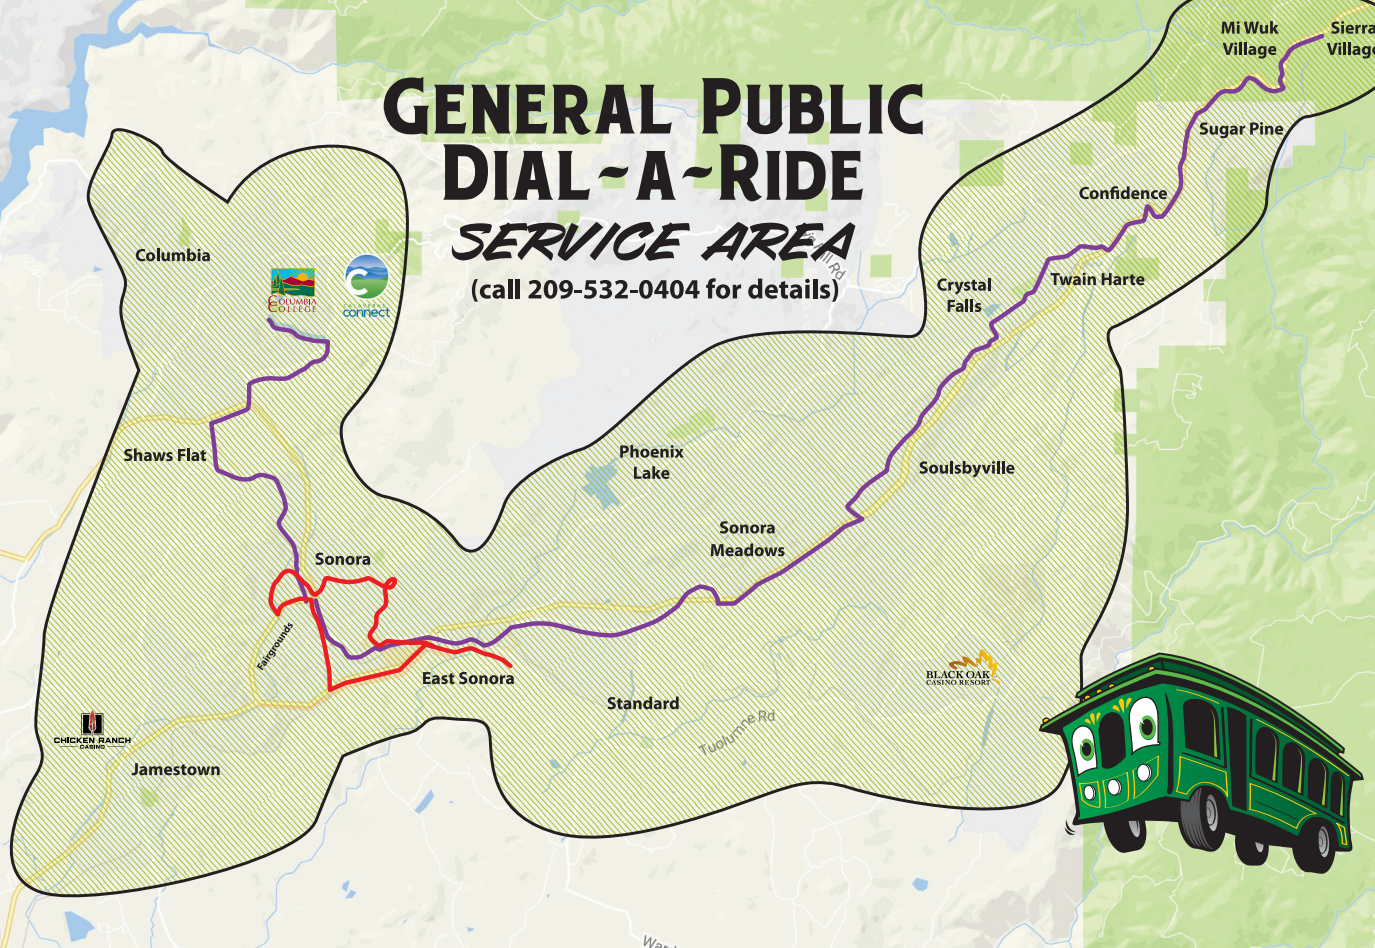 GENERAL PUBLIC
DIAL~A~RIDE
SERVICE AREA
(call 209-532-0404 for details)
Mi Wuk
Village
Sierra
Village
Sugar Pine
Confidence
Twain Harte
Crystal
Falls
Columbia
COLUMBIA
COLLEGE
connect
Shaws Flat
Phoenix
Lake
Soulsbyville
Sonora
Meadows
Sonora
Fairgrounds
East Sonora
BLACK OAK
CASINO RESORT
Standard
Tuolumne Rd
CHICKEN RANCH
CASINO
Jamestown